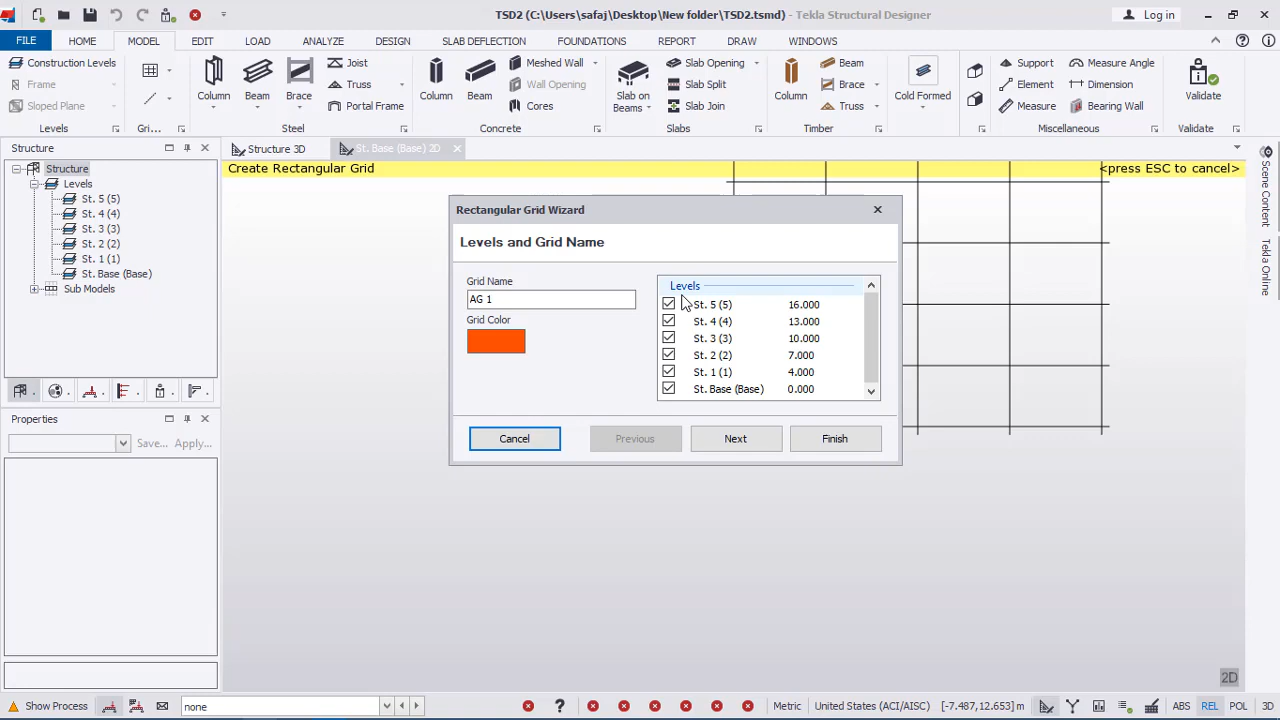 TSD2 (C:\Users\safaj\Desktop\New folder\TSD2.tsmd) - Tekla Structural Designer
Log in
FILE HOME MODEL EDIT LOAD ANALYZE DESIGN SLAB DEFLECTION FOUNDATIONS REPORT DRAW WINDOWS
Construction Levels
Frame
Sloped Plane
Levels
Gri...
Column
Beam
Brace
Joist
Truss
Portal Frame
Steel
Column
Beam
Meshed Wall
Wall Opening
Cores
Concrete
Slab on Beams
Slab Opening
Slab Split
Slab Join
Slabs
Column
Beam
Brace
Truss
Timber
Cold Formed
Support
Element
Measure
Measure Angle
Dimension
Bearing Wall
Miscellaneous
Validate
Validate
Structure
Structure 3D
St. Base (Base) 2D
Create Rectangular Grid
<press ESC to cancel>
Structure
Levels
St. 5 (5)
St. 4 (4)
St. 3 (3)
St. 2 (2)
St. 1 (1)
St. Base (Base)
Sub Models
Properties
Save... Apply...
Rectangular Grid Wizard
Levels and Grid Name
Grid Name
AG 1
Grid Color
Levels
St. 5 (5) 16.000
St. 4 (4) 13.000
St. 3 (3) 10.000
St. 2 (2) 7.000
St. 1 (1) 4.000
St. Base (Base) 0.000
Cancel Previous Next Finish
Scene Content
Tekla Online
2D
Show Process
none
Metric
United States (ACI/AISC)
[-7.487,12.653] m
ABS REL POL 3D